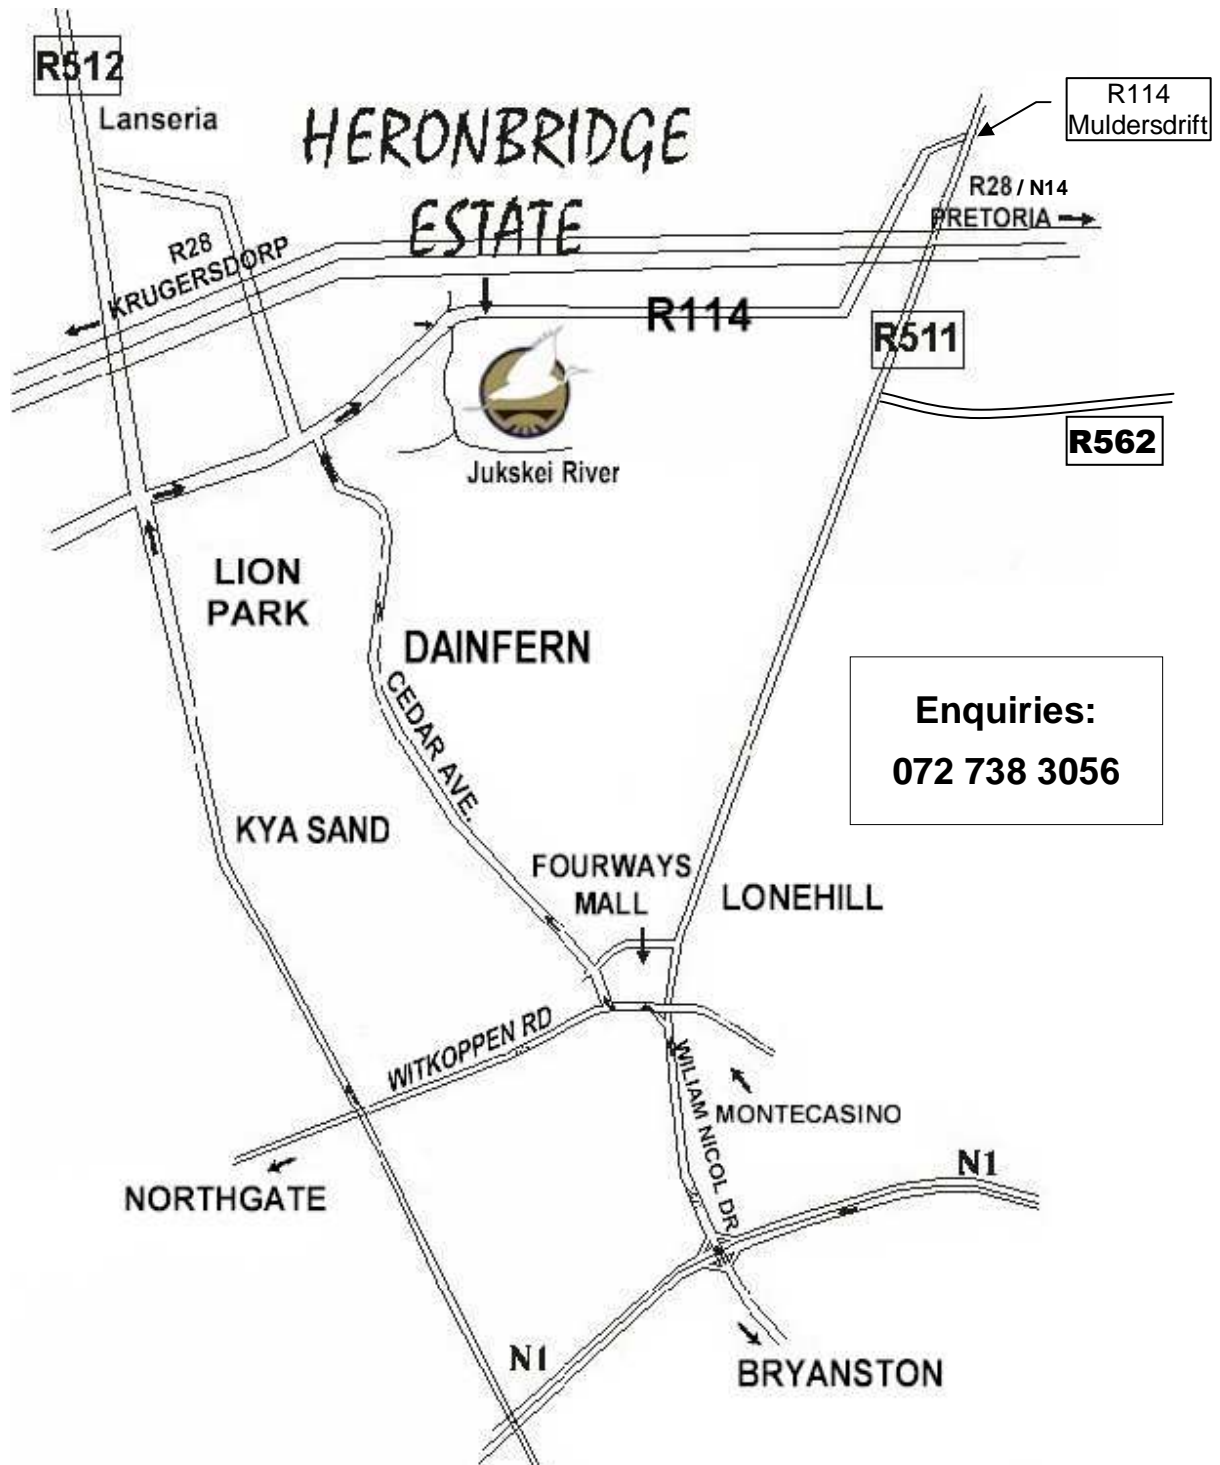 R512
Lanseria
HERONBRIDGE
ESTATE
R114
Muldersdrift
R28 / N14
PRETORIA
R28
KRUGERSDORP
R114
R511
R562
Jukskei River
LION
PARK
DAINFERN
CEDAR AVE.
Enquiries:
072 738 3056
KYA SAND
FOURWAYS
MALL
LONEHILL
WITKOPPEN RD
WILIAM NICOL DR
MONTECASINO
NORTHGATE
N1
N1
BRYANSTON